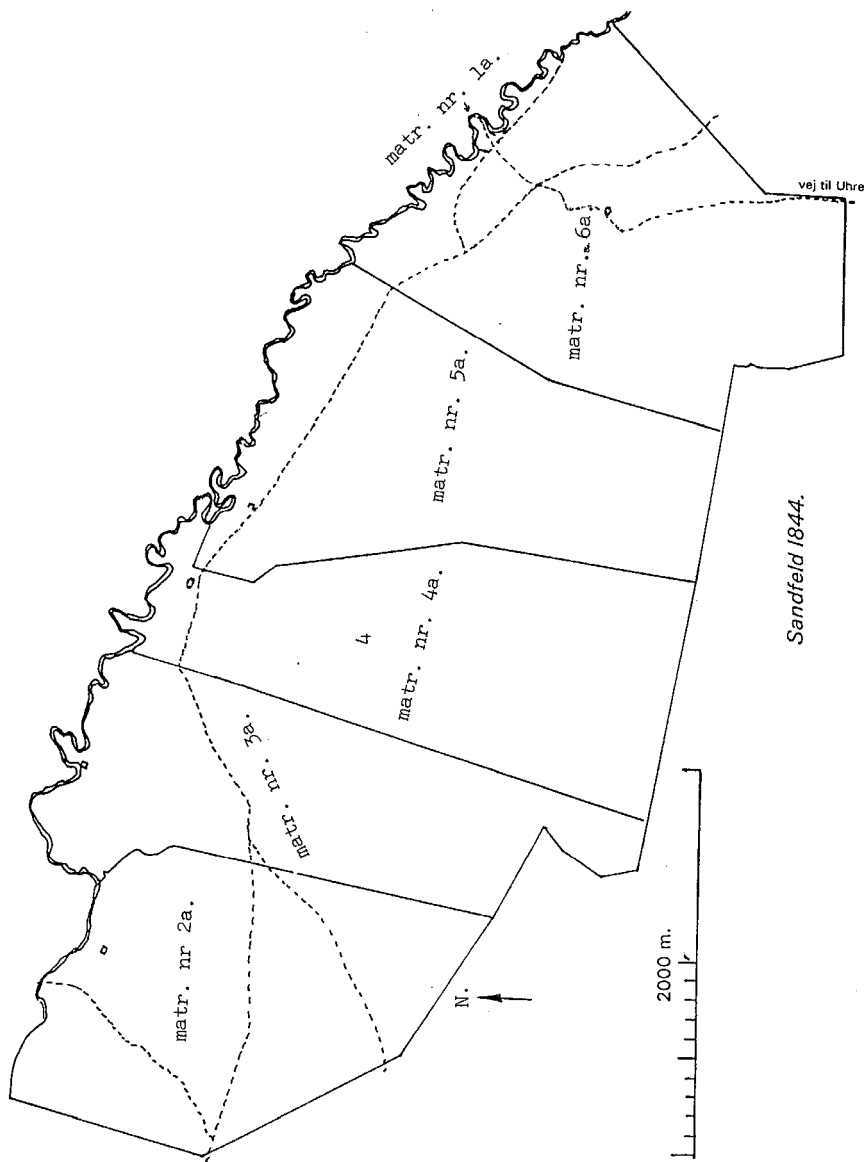 matr. nr. 1a.
vej til Uhre
matr. nr. 6a
matr. nr. 5a.
4
matr. nr. 4a.
matr. nr. 3a.
matr. nr 2a.
N.
2000 m.
Sandfeld 1844.